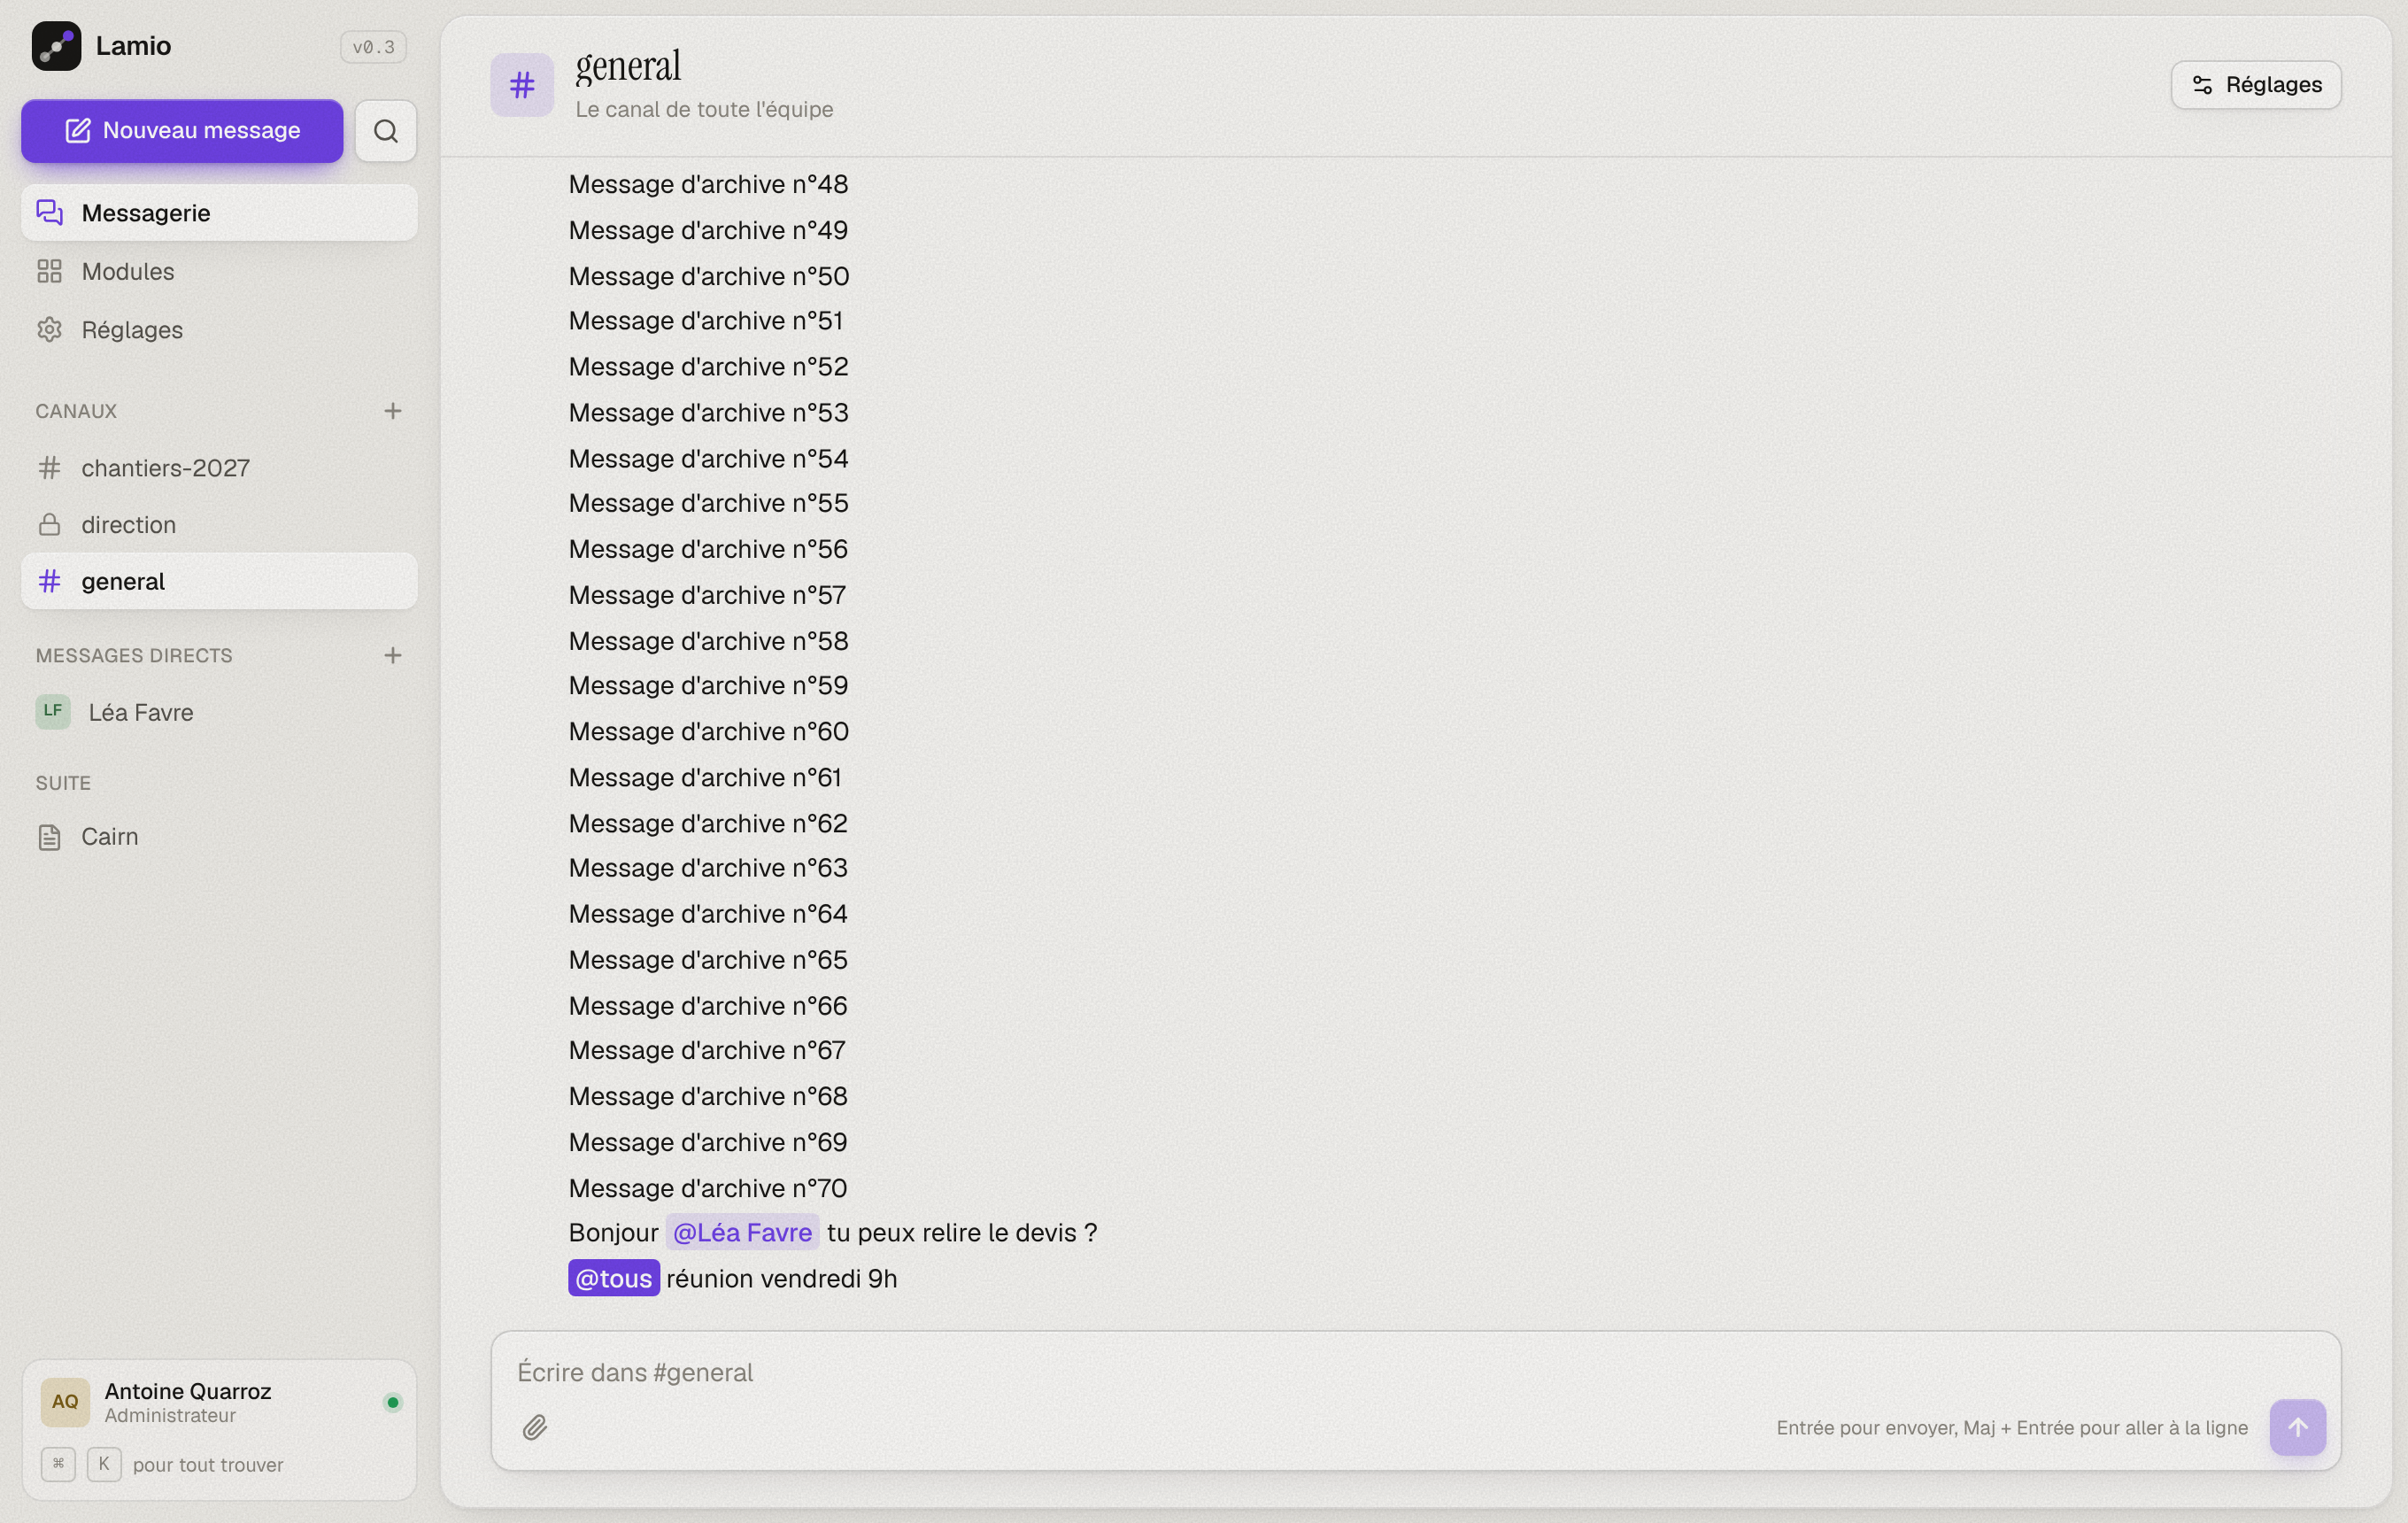 Lamio
v0.3
Nouveau message
Messagerie
Modules
Réglages
CANAUX
chantiers-2027
direction
general
MESSAGES DIRECTS
LF
Léa Favre
SUITE
Cairn
AQ
Antoine Quarroz
Administrateur
⌘ K pour tout trouver
# general
Le canal de toute l'équipe
Réglages
Message d'archive n°48
Message d'archive n°49
Message d'archive n°50
Message d'archive n°51
Message d'archive n°52
Message d'archive n°53
Message d'archive n°54
Message d'archive n°55
Message d'archive n°56
Message d'archive n°57
Message d'archive n°58
Message d'archive n°59
Message d'archive n°60
Message d'archive n°61
Message d'archive n°62
Message d'archive n°63
Message d'archive n°64
Message d'archive n°65
Message d'archive n°66
Message d'archive n°67
Message d'archive n°68
Message d'archive n°69
Message d'archive n°70
Bonjour @Léa Favre tu peux relire le devis ?
@tous réunion vendredi 9h
Écrire dans #general
Entrée pour envoyer, Maj + Entrée pour aller à la ligne